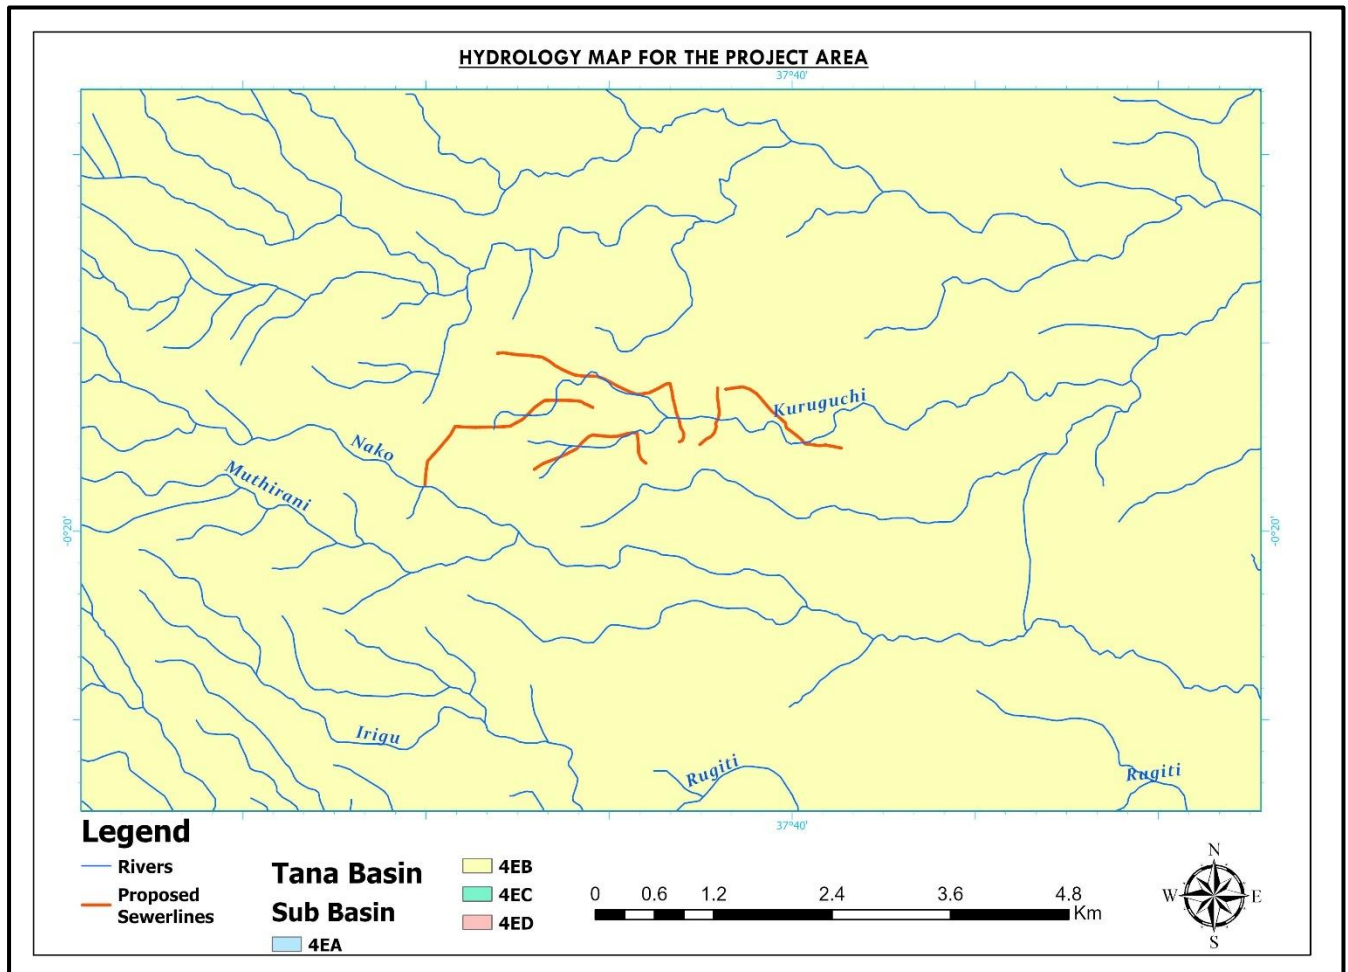 HYDROLOGY MAP FOR THE PROJECT AREA
37°40'
Kuruguchi
Nako
Muthirani
-0°20'
-0°20'
Irigu
Rugiti
Rugiti
37°40'
Legend
Rivers
Proposed
Sewerlines
Tana Basin
Sub Basin
4EA
4EB
4EC
4ED
0 0.6 1.2 2.4 3.6 4.8
Km
N
W E
S